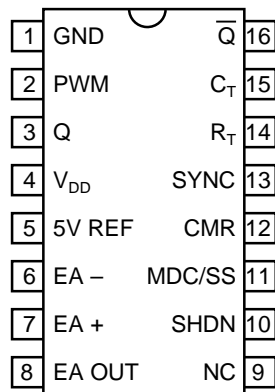 1 GND Q̅ 16
2 PWM C_T 15
3 Q R_T 14
4 V_DD SYNC 13
5 5V REF CMR 12
6 EA – MDC/SS 11
7 EA + SHDN 10
8 EA OUT NC 9